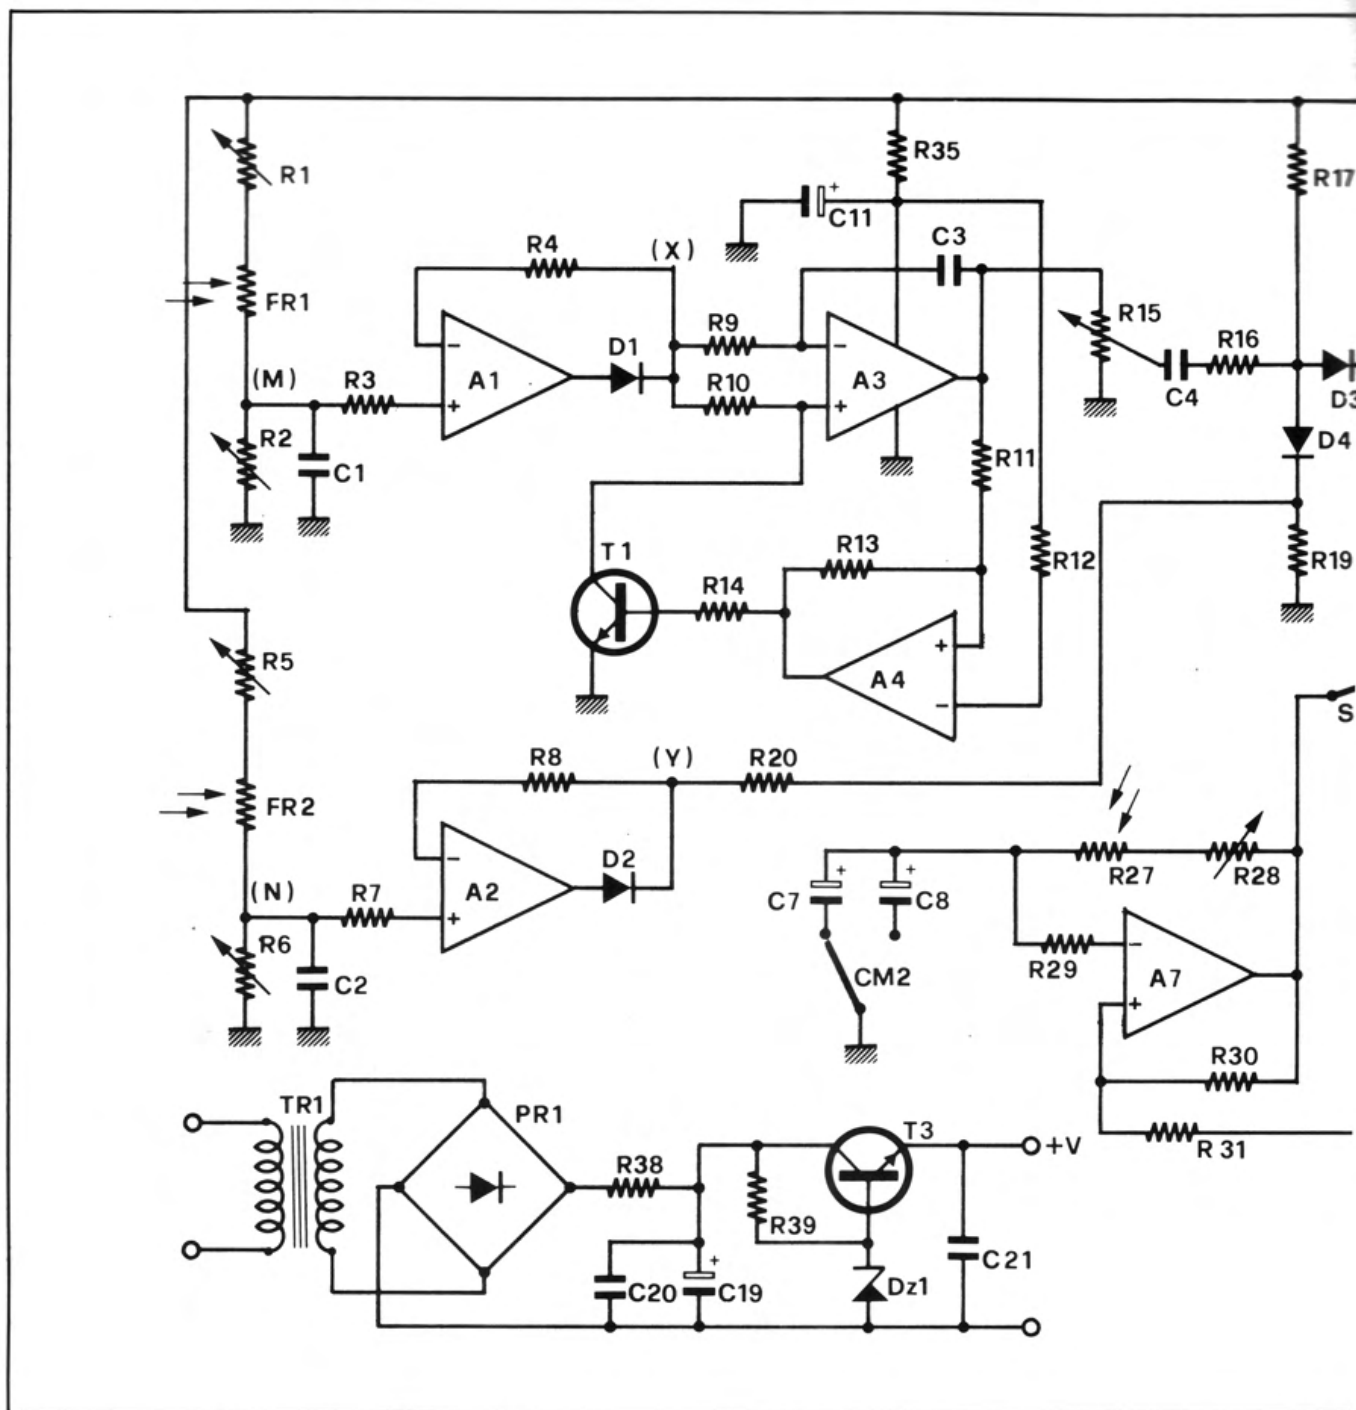 R1
R35
R17
+
C11
C3
R4
(X)
FR1
R9
R15
R16
D1
(M)
R3
-
A1
+
R10
-
A3
+
C4
D3
R2
C1
R11
D4
T1
R13
R12
R19
R14
R5
+
A4
-
S
R8
(Y)
R20
FR2
D2
+
+
R27
R28
(N)
R7
-
A2
+
C7
C8
R6
C2
CM2
R29
-
A7
+
R30
TR1
PR1
T3
+V
R31
R38
R39
C20
+
C19
Dz1
C21